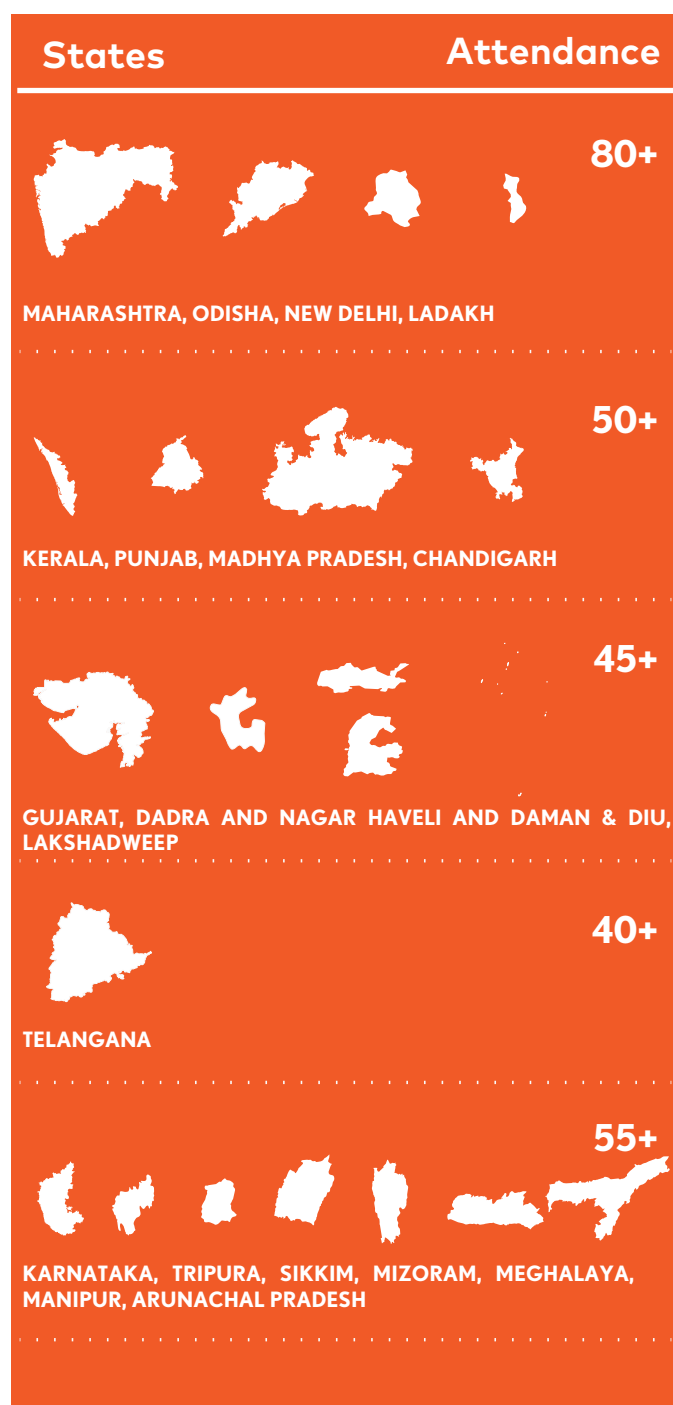 States Attendance
80+
MAHARASHTRA, ODISHA, NEW DELHI, LADAKH
50+
KERALA, PUNJAB, MADHYA PRADESH, CHANDIGARH
45+
GUJARAT, DADRA AND NAGAR HAVELI AND DAMAN & DIU,
LAKSHADWEEP
40+
TELANGANA
55+
KARNATAKA, TRIPURA, SIKKIM, MIZORAM, MEGHALAYA,
MANIPUR, ARUNACHAL PRADESH